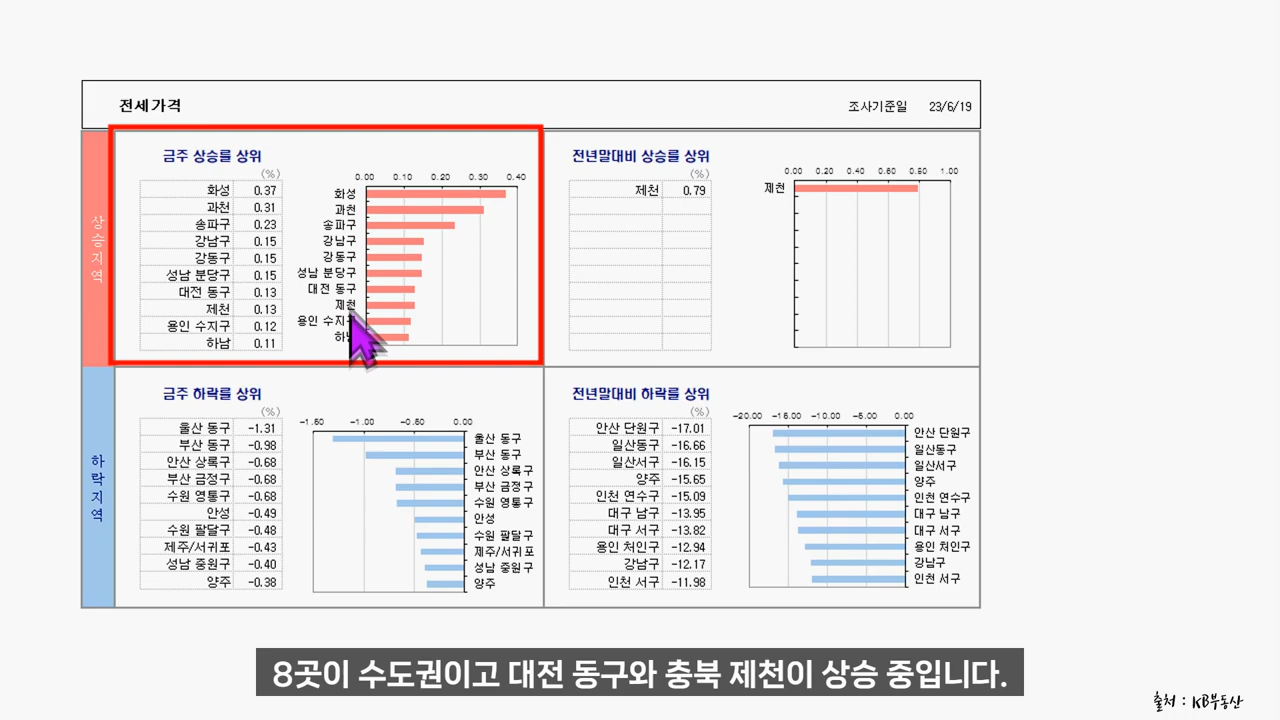 전세가격
조사기준일 23/6/19
상승지역
금주 상승률 상위
(%)
화성 0.37
과천 0.31
송파구 0.23
강남구 0.15
강동구 0.15
성남 분당구 0.15
대전 동구 0.13
제천 0.13
용인 수지구 0.12
하남 0.11
0.00 0.10 0.20 0.30 0.40
화성
과천
송파구
강남구
강동구
성남 분당구
대전 동구
제천
용인 수지구
하남
전년말대비 상승률 상위
(%)
제천 0.79
0.00 0.20 0.40 0.60 0.80 1.00
제천
하락지역
금주 하락률 상위
(%)
울산 동구 -1.31
부산 동구 -0.98
안산 상록구 -0.68
부산 금정구 -0.68
수원 영통구 -0.68
안성 -0.49
수원 팔달구 -0.48
제주/서귀포 -0.43
성남 중원구 -0.40
양주 -0.38
-1.50 -1.00 -0.50 0.00
울산 동구
부산 동구
안산 상록구
부산 금정구
수원 영통구
안성
수원 팔달구
제주/서귀포
성남 중원구
양주
전년말대비 하락률 상위
(%)
안산 단원구 -17.01
일산동구 -16.66
일산서구 -16.15
양주 -15.65
인천 연수구 -15.09
대구 남구 -13.95
대구 서구 -13.82
용인 처인구 -12.94
강남구 -12.17
인천 서구 -11.98
-20.00 -15.00 -10.00 -5.00 0.00
안산 단원구
일산동구
일산서구
양주
인천 연수구
대구 남구
대구 서구
용인 처인구
강남구
인천 서구
8곳이 수도권이고 대전 동구와 충북 제천이 상승 중입니다.
출처 : KB부동산